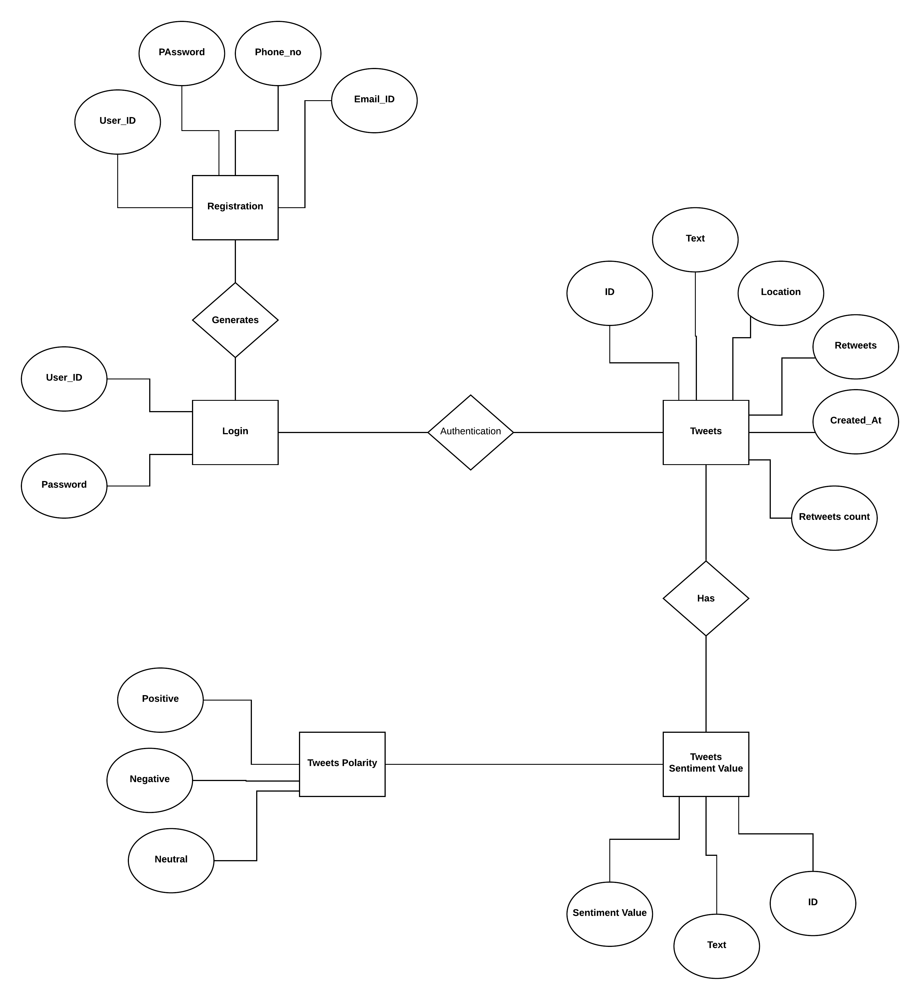 PAssword
Phone_no
Email_ID
User_ID
Registration
Text
ID
Location
Generates
Retweets
User_ID
Created_At
Login
Authentication
Tweets
Password
Retweets count
Has
Positive
Tweets Polarity
Tweets
Sentiment Value
Negative
Neutral
ID
Sentiment Value
Text